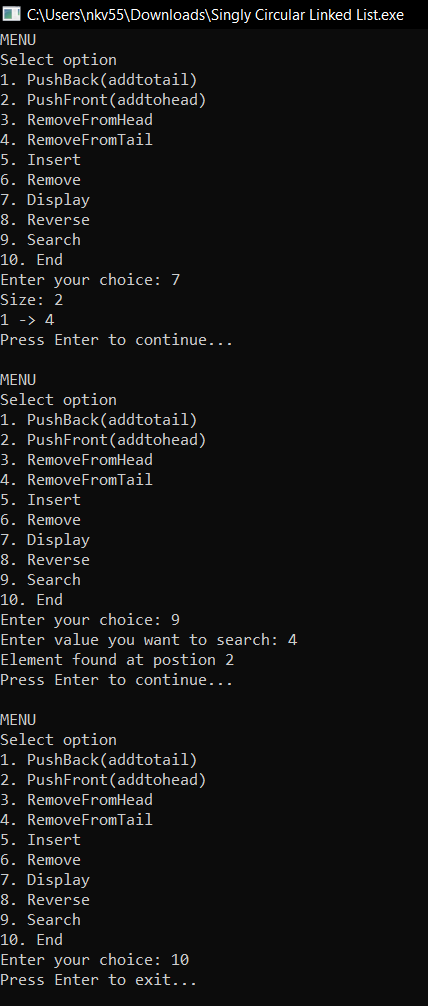 C:\Users\nkv55\Downloads\Singly Circular Linked List.exe
MENU
Select option
1. PushBack(addtotail)
2. PushFront(addtohead)
3. RemoveFromHead
4. RemoveFromTail
5. Insert
6. Remove
7. Display
8. Reverse
9. Search
10. End
Enter your choice: 7
Size: 2
1 -> 4
Press Enter to continue...

MENU
Select option
1. PushBack(addtotail)
2. PushFront(addtohead)
3. RemoveFromHead
4. RemoveFromTail
5. Insert
6. Remove
7. Display
8. Reverse
9. Search
10. End
Enter your choice: 9
Enter value you want to search: 4
Element found at postion 2
Press Enter to continue...

MENU
Select option
1. PushBack(addtotail)
2. PushFront(addtohead)
3. RemoveFromHead
4. RemoveFromTail
5. Insert
6. Remove
7. Display
8. Reverse
9. Search
10. End
Enter your choice: 10
Press Enter to exit...